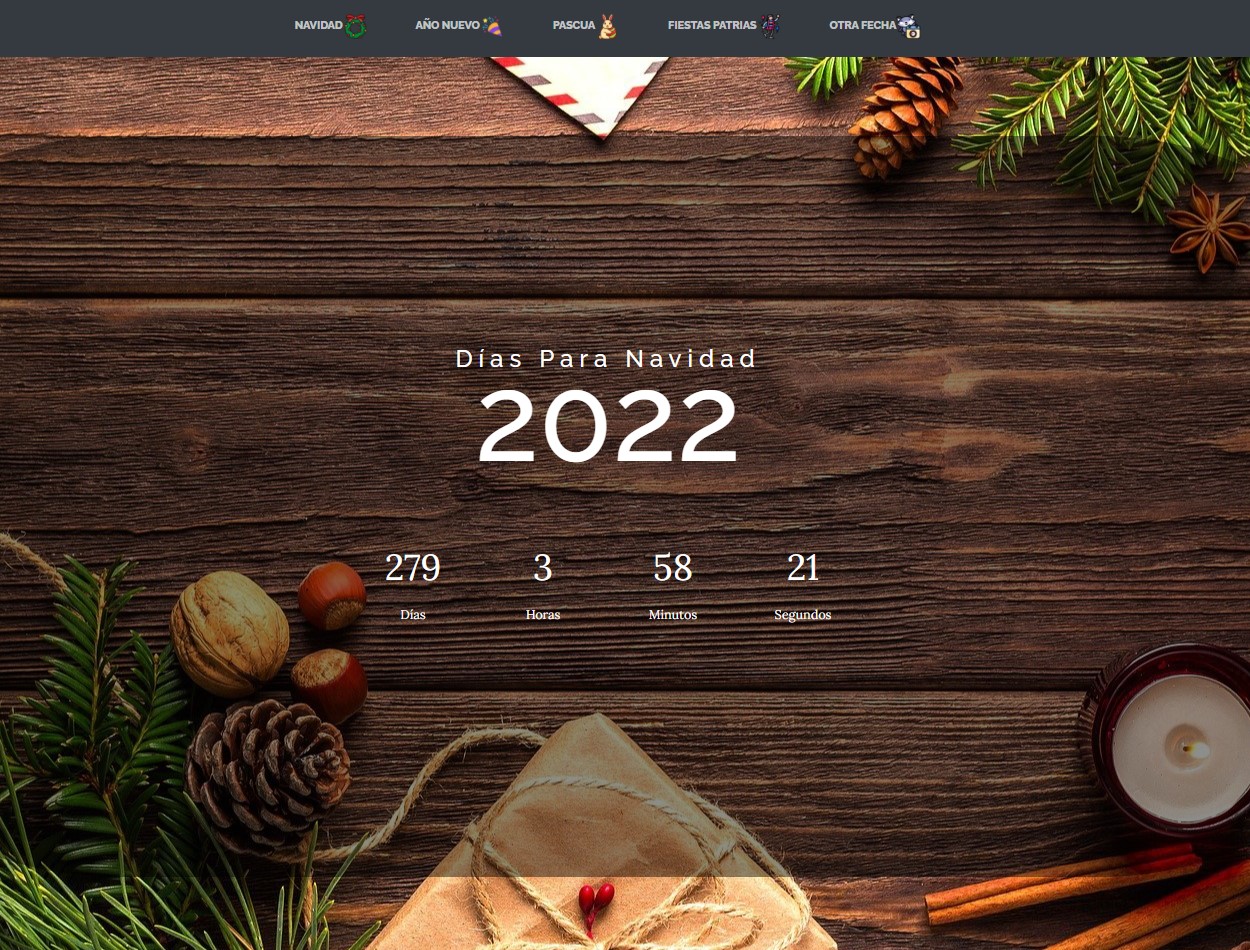 NAVIDAD AÑO NUEVO PASCUA FIESTAS PATRIAS OTRA FECHA
Días Para Navidad
2022
279 3 58 21
Días Horas Minutos Segundos